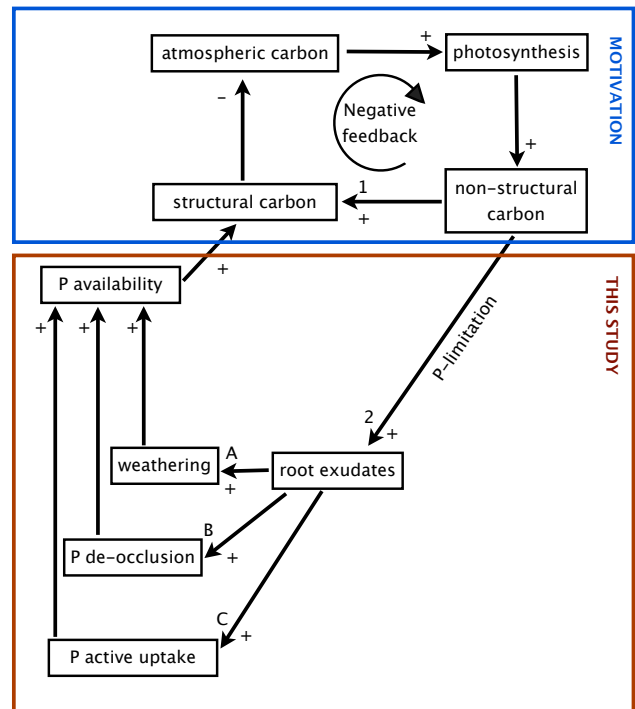 MOTIVATION
atmospheric carbon
+
photosynthesis
Negative
feedback
-
+
structural carbon
1
+
non-structural
carbon
THIS STUDY
P availability
+
+
+
+
P-limitation
2
+
weathering
A
+
root exudates
P de-occlusion
B
+
P active uptake
C
+